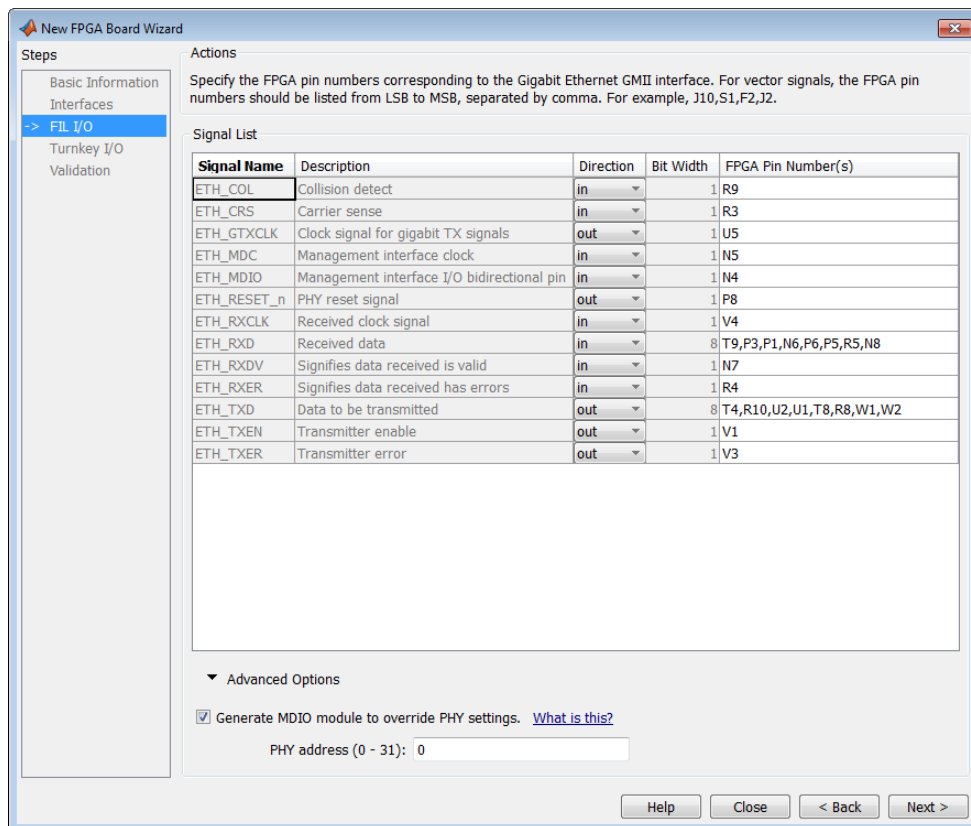 New FPGA Board Wizard
Steps
Basic Information
Interfaces
-> FIL I/O
Turnkey I/O
Validation
Actions
Specify the FPGA pin numbers corresponding to the Gigabit Ethernet GMII interface. For vector signals, the FPGA pin
numbers should be listed from LSB to MSB, separated by comma. For example, J10,S1,F2,J2.
Signal List
Signal Name Description Direction Bit Width FPGA Pin Number(s)
ETH_COL Collision detect in 1 R9
ETH_CRS Carrier sense in 1 R3
ETH_GTXCLK Clock signal for gigabit TX signals out 1 U5
ETH_MDC Management interface clock in 1 N5
ETH_MDIO Management interface I/O bidirectional pin in 1 N4
ETH_RESET_n PHY reset signal out 1 P8
ETH_RXCLK Received clock signal in 1 V4
ETH_RXD Received data in 8 T9,P3,P1,N6,P6,P5,R5,N8
ETH_RXDV Signifies data received is valid in 1 N7
ETH_RXER Signifies data received has errors in 1 R4
ETH_TXD Data to be transmitted out 8 T4,R10,U2,U1,T8,R8,W1,W2
ETH_TXEN Transmitter enable out 1 V1
ETH_TXER Transmitter error out 1 V3
Advanced Options
Generate MDIO module to override PHY settings. What is this?
PHY address (0 - 31): 0
Help Close < Back Next >